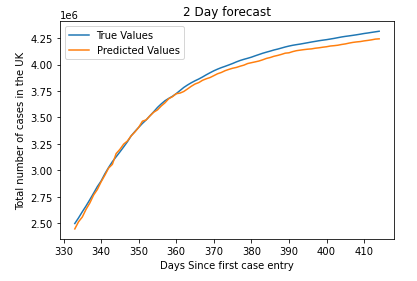 2 Day forecast
1e6
True Values
Predicted Values
4.25
4.00
3.75
3.50
3.25
3.00
2.75
2.50
Total number of cases in the UK
330 340 350 360 370 380 390 400 410
Days Since first case entry